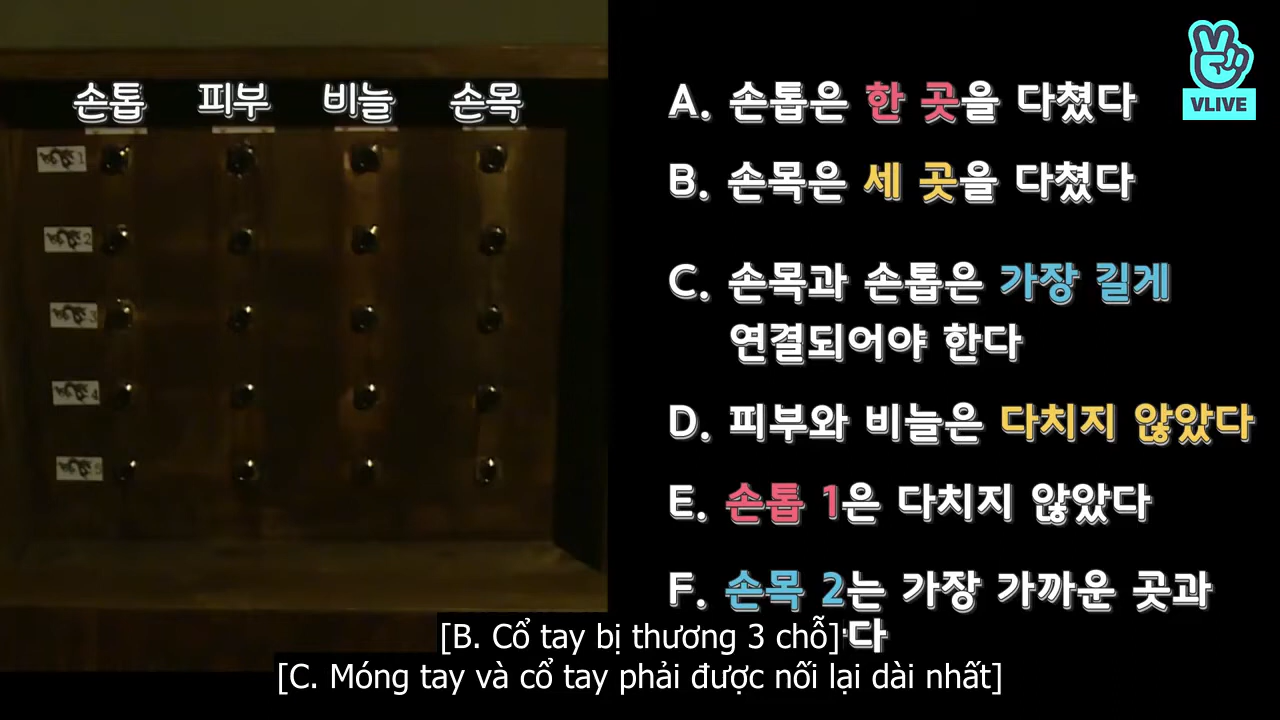 손톱 피부 비늘 손목
1
2
3
4
5
A. 손톱은 한 곳을 다쳤다
VLIVE
B. 손목은 세 곳을 다쳤다
C. 손목과 손톱은 가장 길게
연결되어야 한다
D. 피부와 비늘은 다치지 않았다
E. 손톱 1은 다치지 않았다
F. 손목 2는 가장 가까운 곳과
다
[B. Cổ tay bị thương 3 chỗ]
[C. Móng tay và cổ tay phải được nối lại dài nhất]